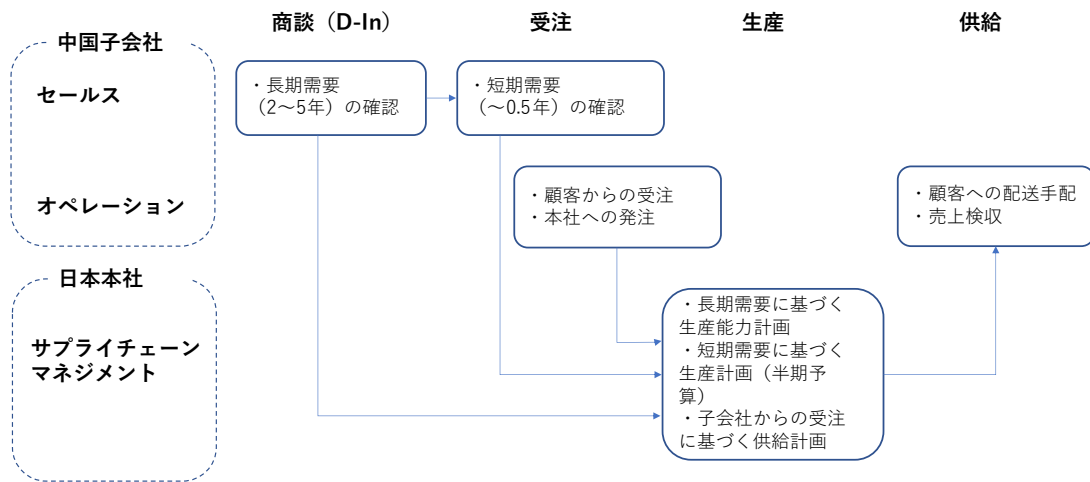 商談（D-In）
受注
生産
供給
中国子会社
セールス
・長期需要
（2～5年）の確認
・短期需要
（～0.5年）の確認
オペレーション
・顧客からの受注
・本社への発注
・顧客への配送手配
・売上検収
日本本社
サプライチェーン
マネジメント
・長期需要に基づく
生産能力計画
・短期需要に基づく
生産計画（半期予
算）
・子会社からの受注
に基づく供給計画